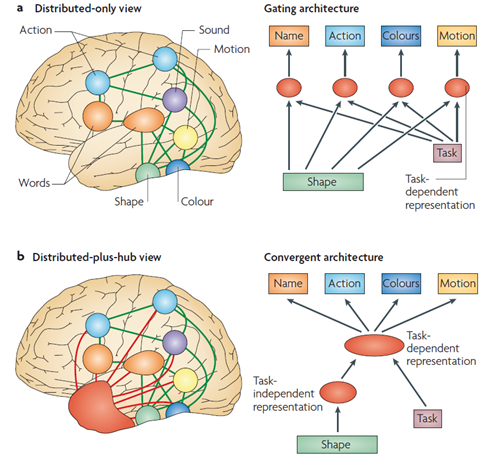 a Distributed-only view
Action
Sound
Motion
Words
Shape
Colour
Gating architecture
Name Action Colours Motion
Task
Shape
Task-
dependent
representation
b Distributed-plus-hub view
Convergent architecture
Name Action Colours Motion
Task-
dependent
representation
Task-
independent
representation
Task
Shape